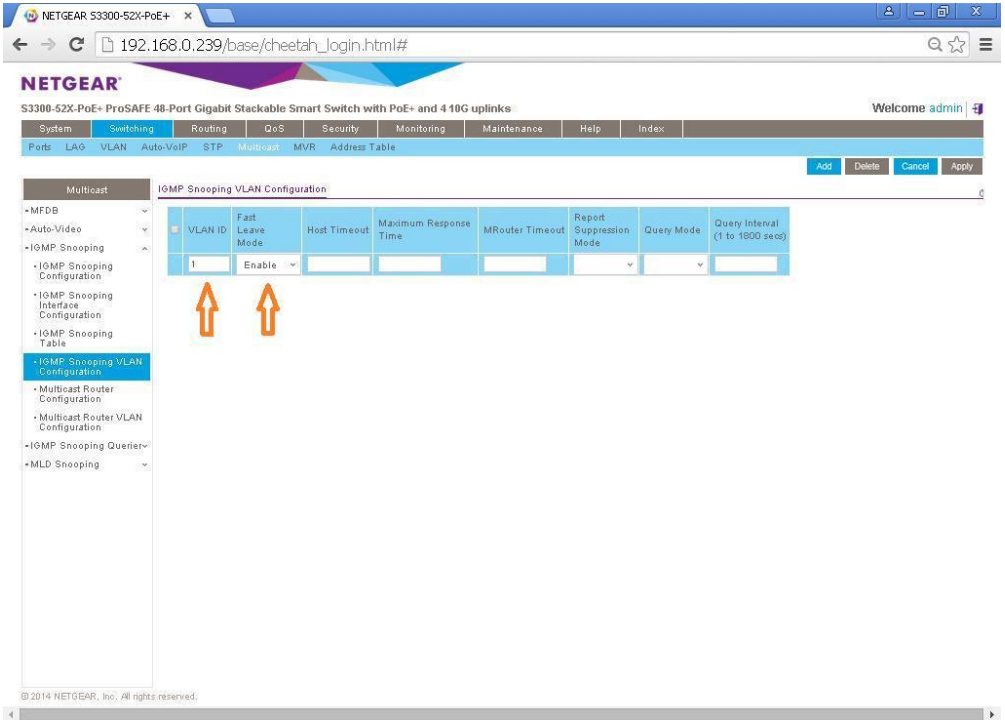 NETGEAR S3300-52X-PoE+
192.168.0.239/base/cheetah_login.html#
NETGEAR®
S3300-52X-PoE+ ProSAFE 48-Port Gigabit Stackable Smart Switch with PoE+ and 4 10G uplinks
Welcome admin
System Switching Routing QoS Security Monitoring Maintenance Help Index
Ports LAG VLAN Auto-VoIP STP Multicast MVR Address Table
Add Delete Cancel Apply
Multicast
IGMP Snooping VLAN Configuration
MFDB
Auto-Video
IGMP Snooping
IGMP Snooping
Configuration
IGMP Snooping
Interface
Configuration
IGMP Snooping
Table
IGMP Snooping VLAN
Configuration
Multicast Router
Configuration
Multicast Router VLAN
Configuration
IGMP Snooping Querier
MLD Snooping
VLAN ID
Fast
Leave
Mode
Host Timeout
Maximum Response
Time
MRouter Timeout
Report
Suppression
Mode
Query Mode
Query Interval
(1 to 1800 secs)
1
Enable
© 2014 NETGEAR, Inc. All rights reserved.